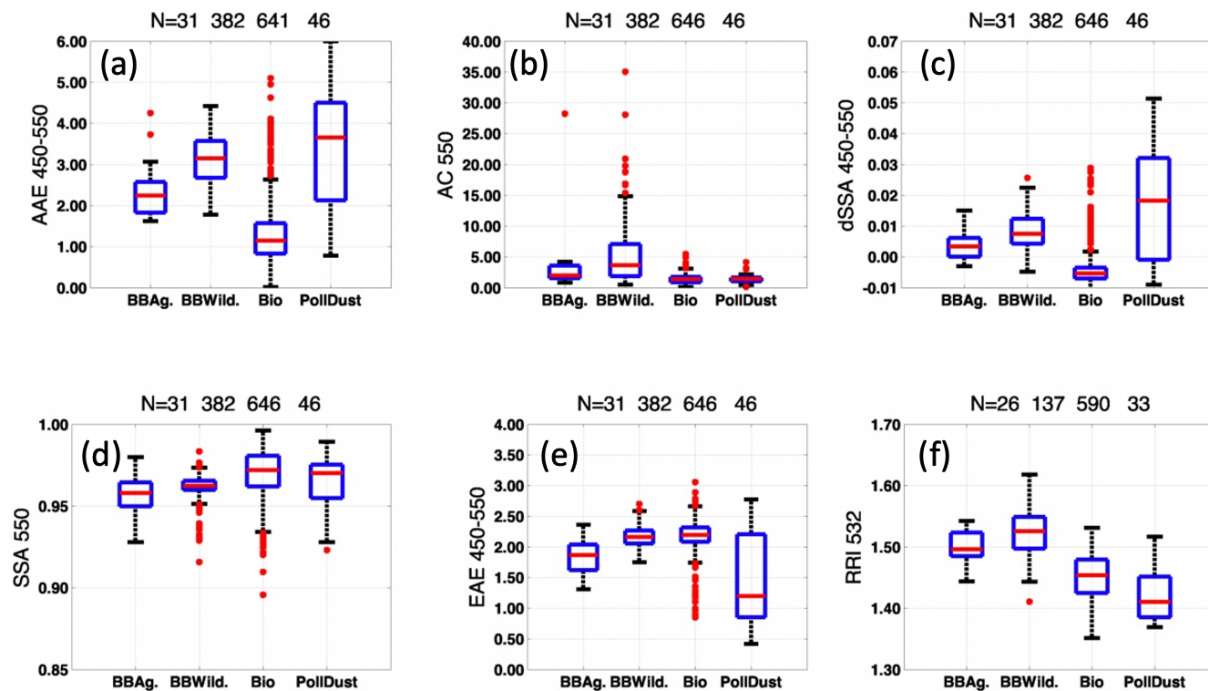 N=31 382 641 46
(a)
AAE 450-550
6.00
5.00
4.00
3.00
2.00
1.00
0.00
BBAg. BBWild. Bio PollDust
N=31 382 646 46
(b)
AC 550
40.00
35.00
30.00
25.00
20.00
15.00
10.00
5.00
0.00
BBAg. BBWild. Bio PollDust
N=31 382 646 46
(c)
dSSA 450-550
0.07
0.06
0.05
0.04
0.03
0.02
0.01
0.00
-0.01
BBAg. BBWild. Bio PollDust
N=31 382 646 46
(d)
SSA 550
1.00
0.95
0.90
0.85
BBAg. BBWild. Bio PollDust
N=31 382 646 46
(e)
EAE 450-550
4.00
3.50
3.00
2.50
2.00
1.50
1.00
0.50
0.00
BBAg. BBWild. Bio PollDust
N=26 137 590 33
(f)
RRI 532
1.70
1.60
1.50
1.40
1.30
BBAg. BBWild. Bio PollDust